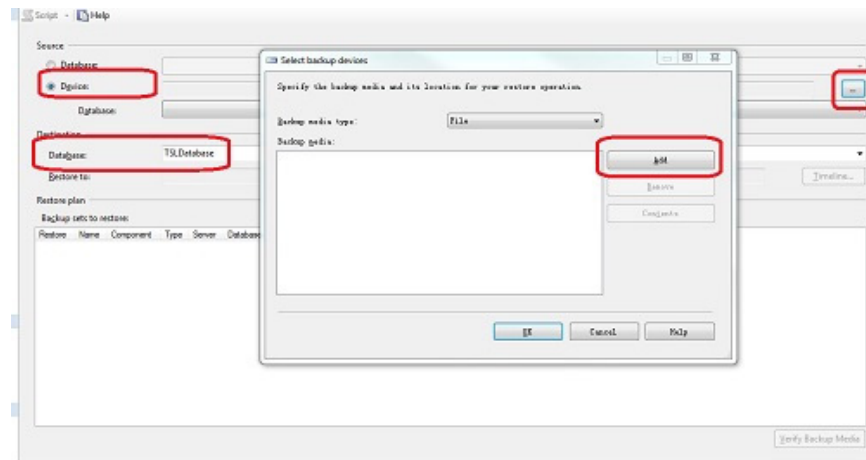 Script - Help
Source
Database:
Device:
...
Database:
Destination
Database: TSLDatabase
Restore to: Timeline...
Restore plan
Backup sets to restore:
Restore Name Component Type Server Database
Select backup devices
Specify the backup media and its location for your restore operation.
Backup media type: File
Backup media:
Add
Remove
Contents
OK Cancel Help
Verify Backup Media